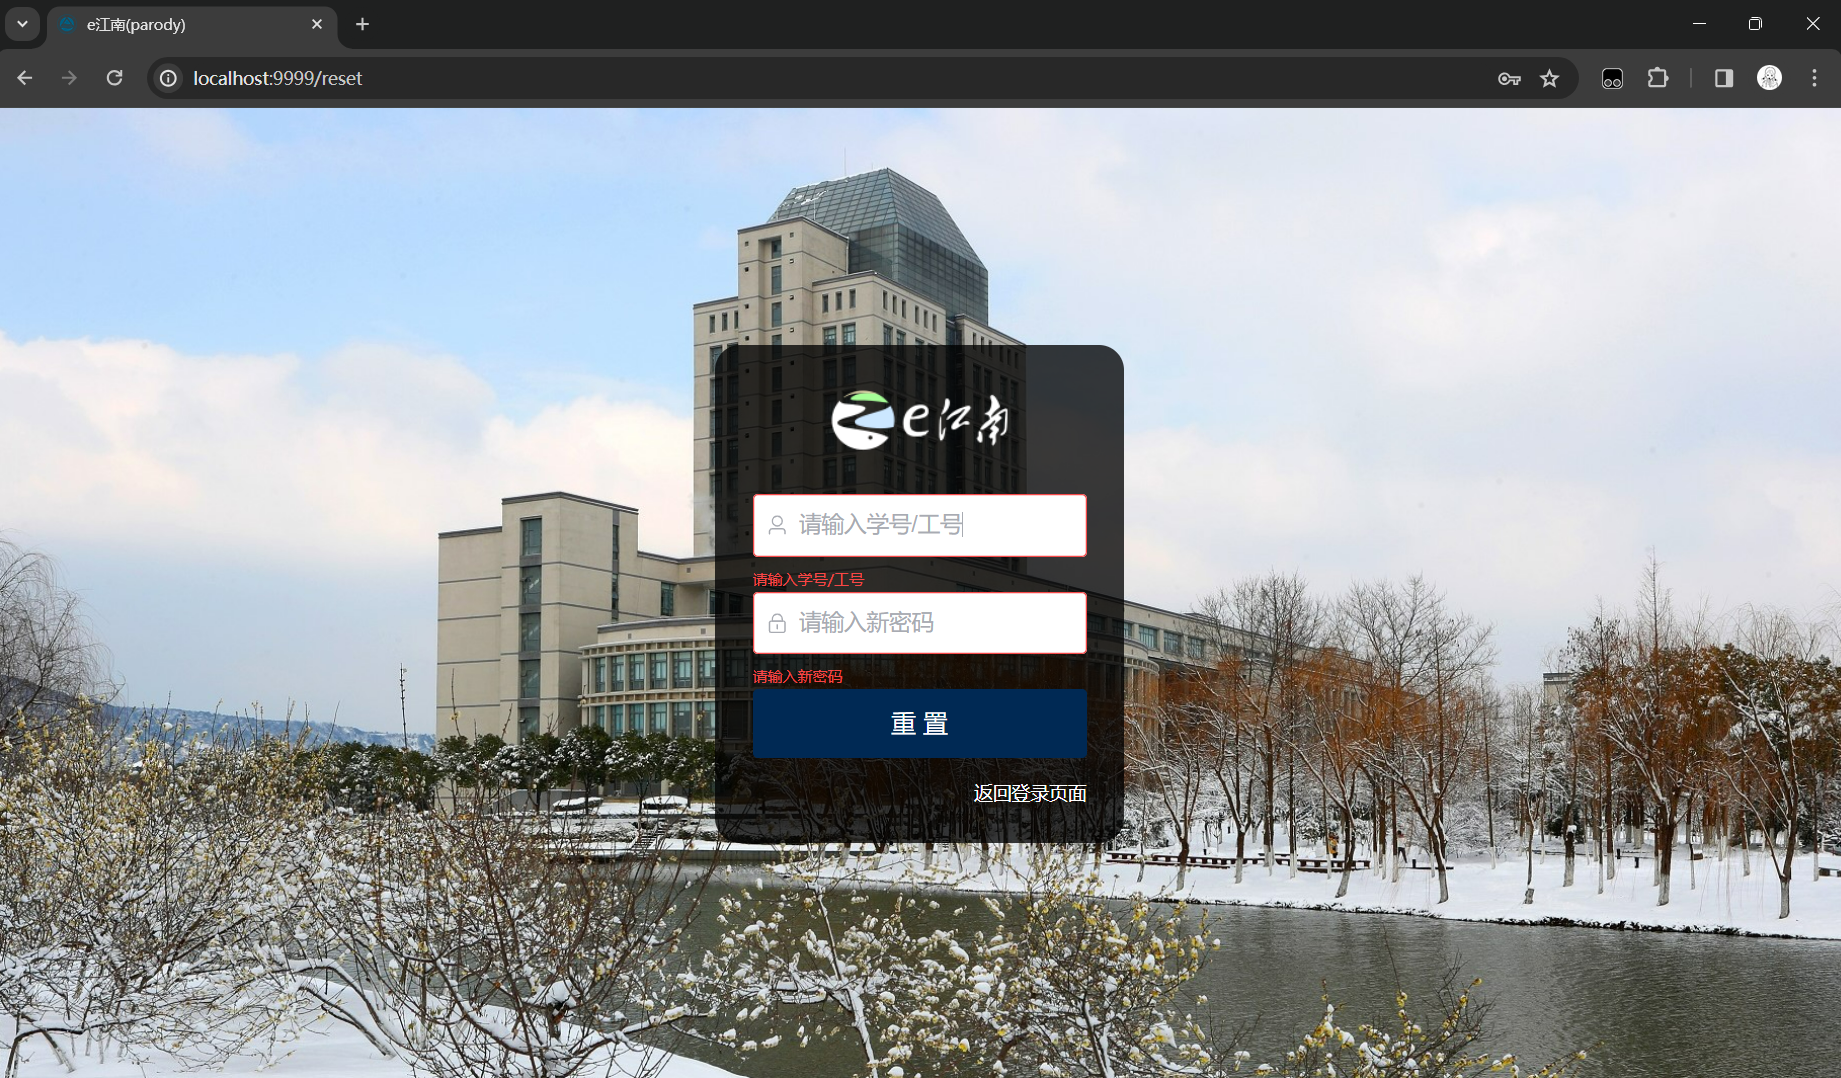 e江南(parody)
localhost:9999/reset
e江南
请输入学号/工号
请输入学号/工号
请输入新密码
请输入新密码
重 置
返回登录页面